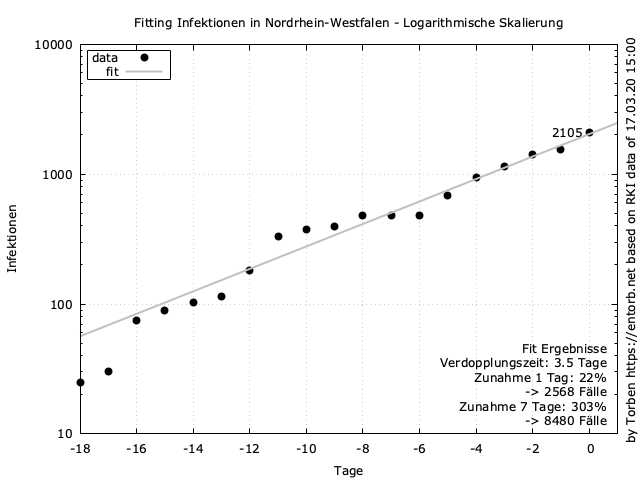 Fitting Infektionen in Nordrhein-Westfalen - Logarithmische Skalierung
10000
1000
100
10
data
fit
2105
Infektionen
Fit Ergebnisse
Verdopplungszeit: 3.5 Tage
Zunahme 1 Tag: 22%
-> 2568 Fälle
Zunahme 7 Tage: 303%
-> 8480 Fälle
-18 -16 -14 -12 -10 -8 -6 -4 -2 0
Tage
by Torben https://entorb.net based on RKI data of 17.03.20 15:00